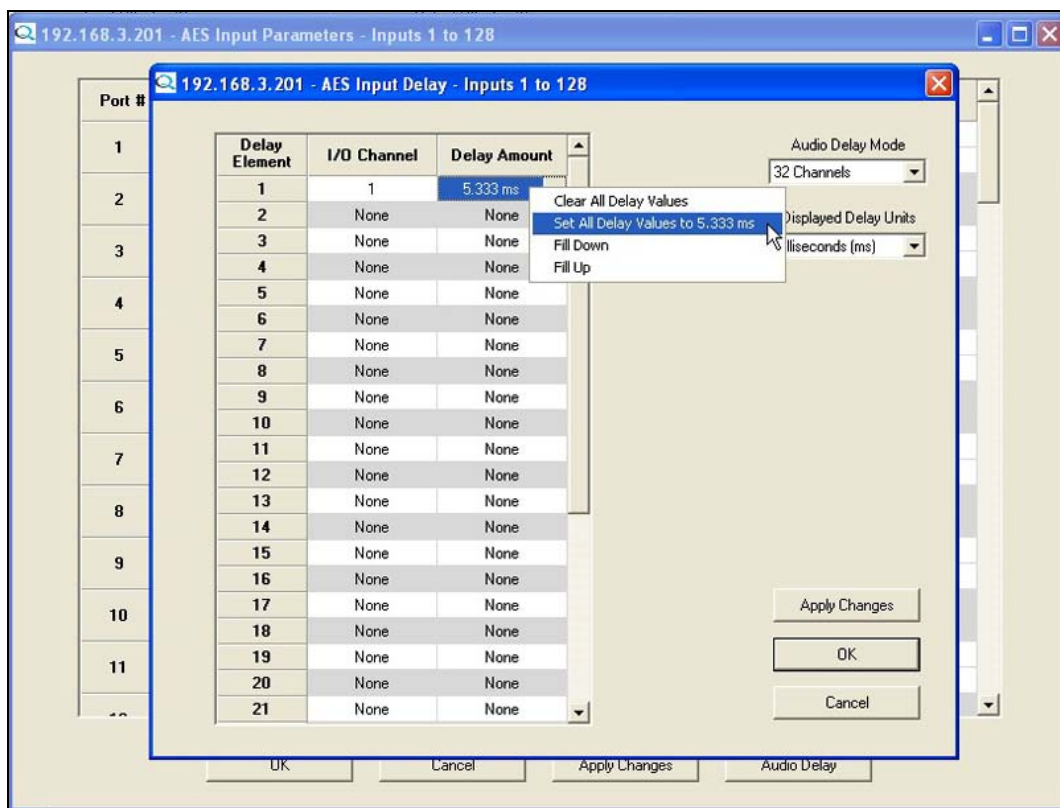 192.168.3.201 - AES Input Parameters - Inputs 1 to 128
192.168.3.201 - AES Input Delay - Inputs 1 to 128
Port #
1
2
3
4
5
6
7
8
9
10
11
Delay Element I/O Channel Delay Amount
1 1 5.333 ms
2 None None
3 None None
4 None None
5 None None
6 None None
7 None None
8 None None
9 None None
10 None None
11 None None
12 None None
13 None None
14 None None
15 None None
16 None None
17 None None
18 None None
19 None None
20 None None
21 None None
Clear All Delay Values
Set All Delay Values to 5.333 ms
Fill Down
Fill Up
Audio Delay Mode
32 Channels
Displayed Delay Units
lliseconds (ms)
Apply Changes
OK
Cancel
OK Cancel Apply Changes Audio Delay